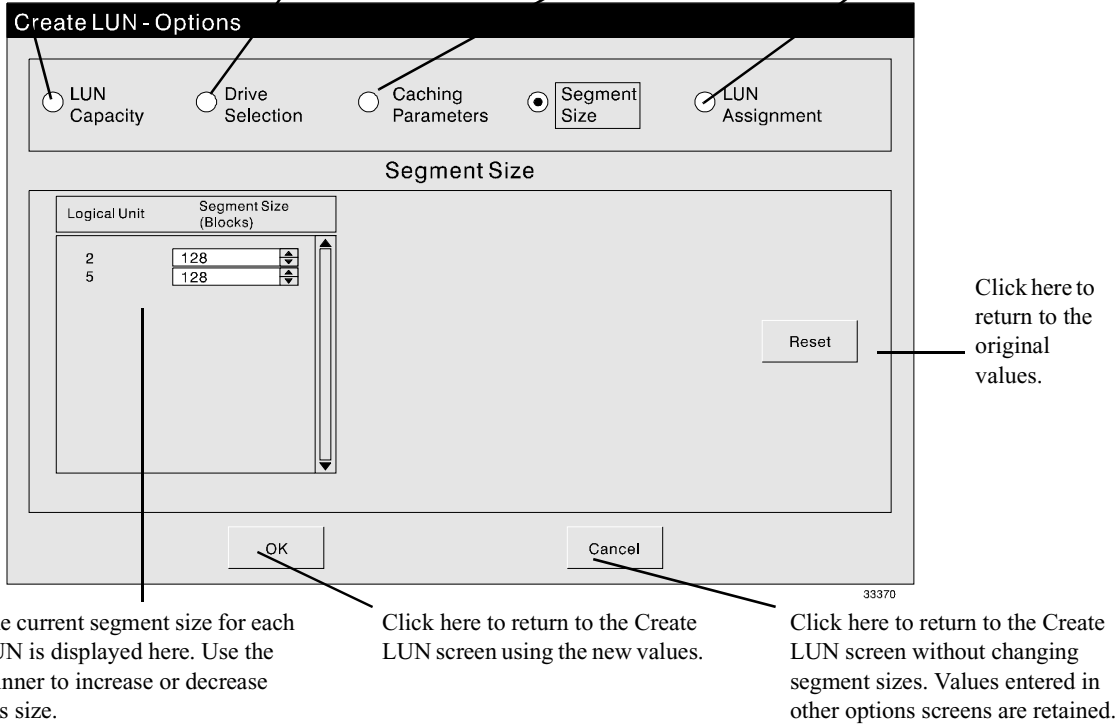 Create LUN - Options
LUN
Capacity
Drive
Selection
Caching
Parameters
Segment
Size
LUN
Assignment
Segment Size
Logical Unit
Segment Size
(Blocks)
2
128
5
128
Reset
Click here to
return to the
original
values.
OK
Cancel
33370
current segment size for each
is displayed here. Use the
to increase or decrease
size.
Click here to return to the Create
LUN screen using the new values.
Click here to return to the Create
LUN screen without changing
segment sizes. Values entered in
other options screens are retained.